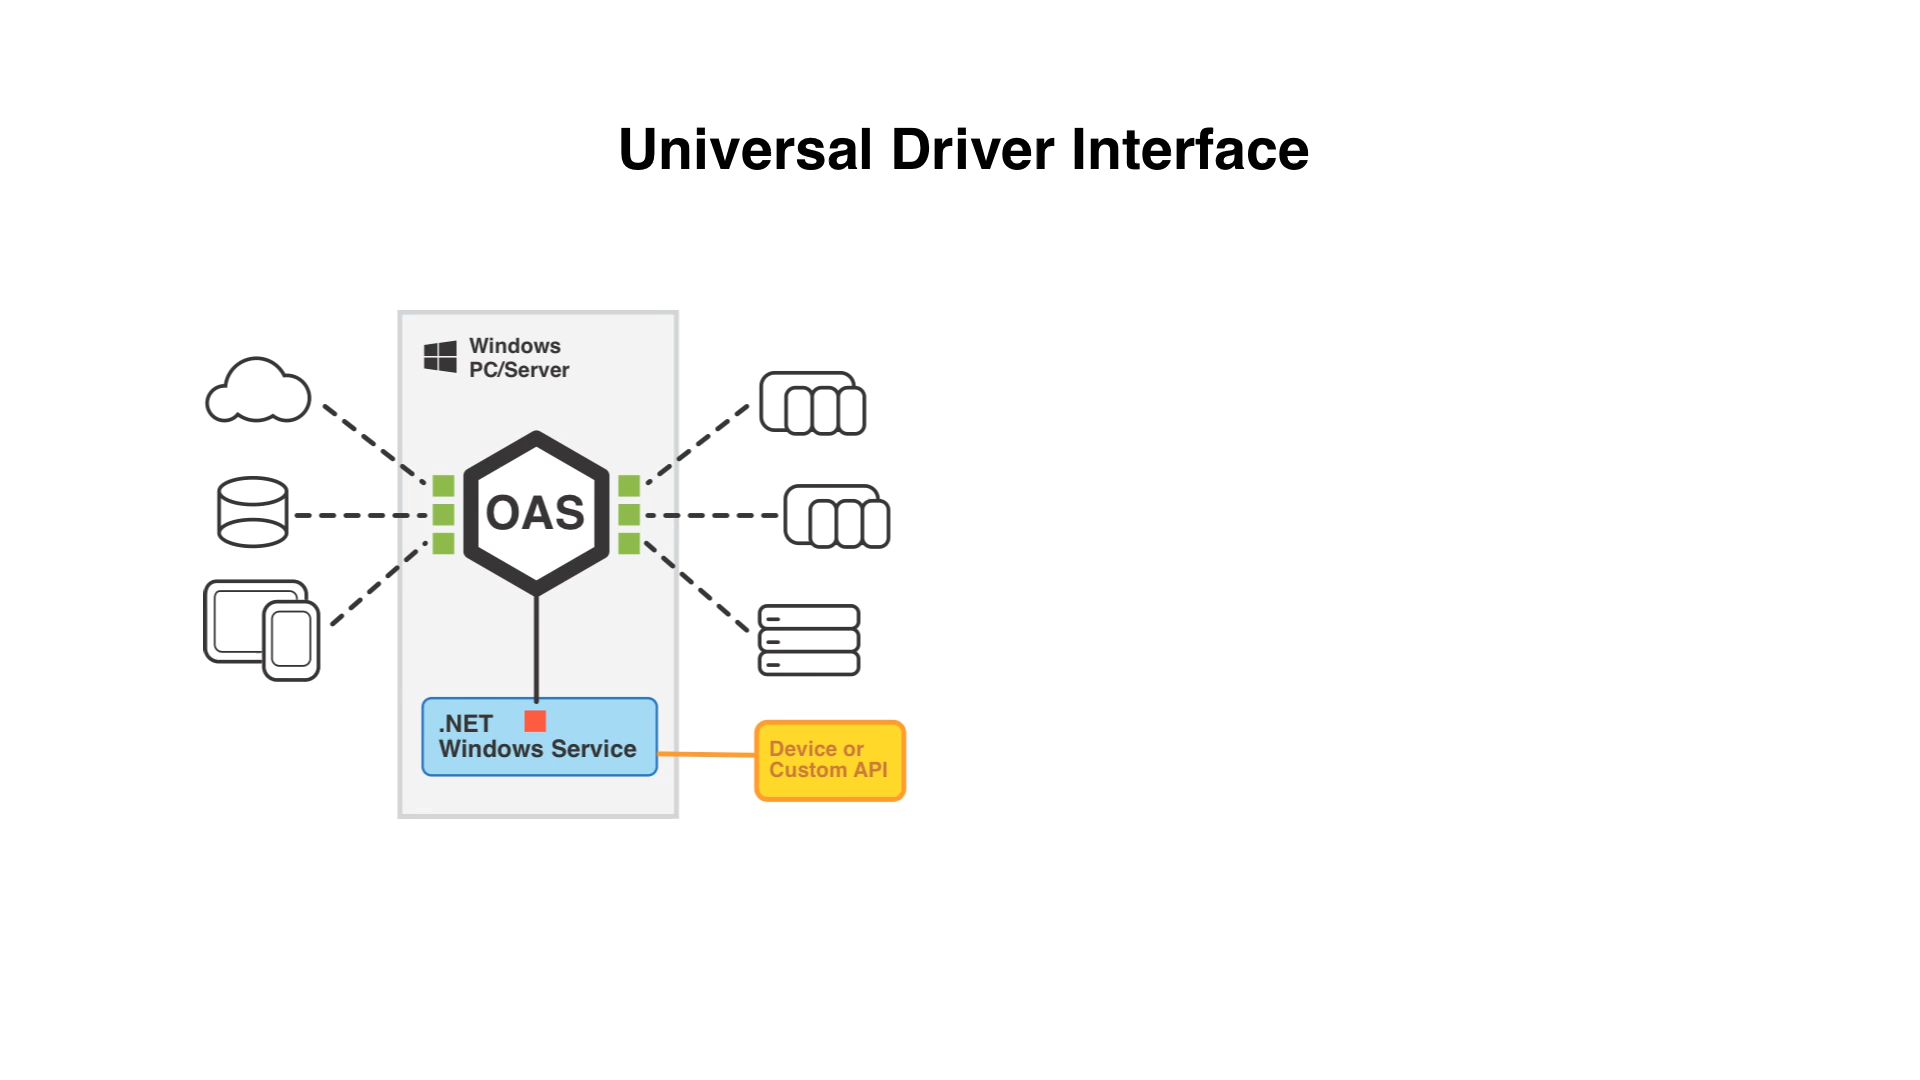 Universal Driver Interface
Windows
PC/Server
OAS
.NET
Windows Service
Device or
Custom API